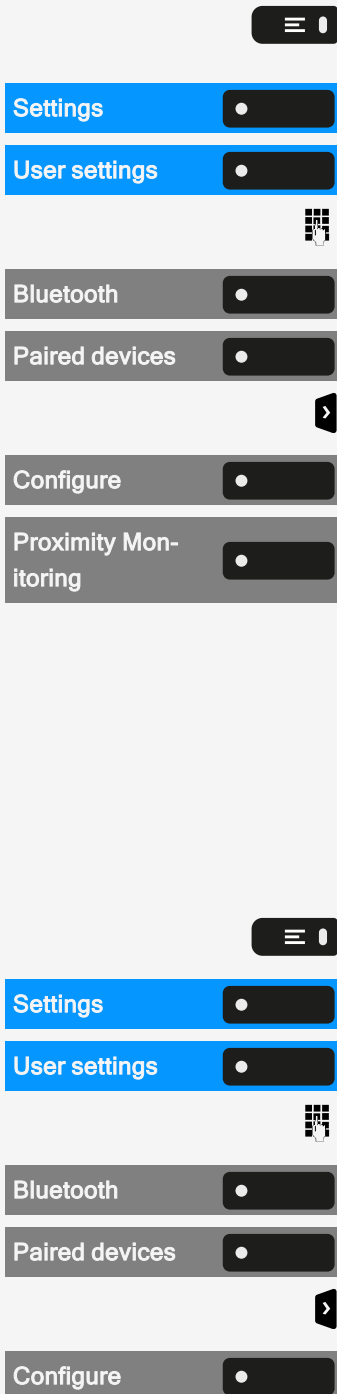 Settings
User settings
Bluetooth
Paired devices
Configure
Proximity Mon-
itoring
Settings
User settings
Bluetooth
Paired devices
Configure